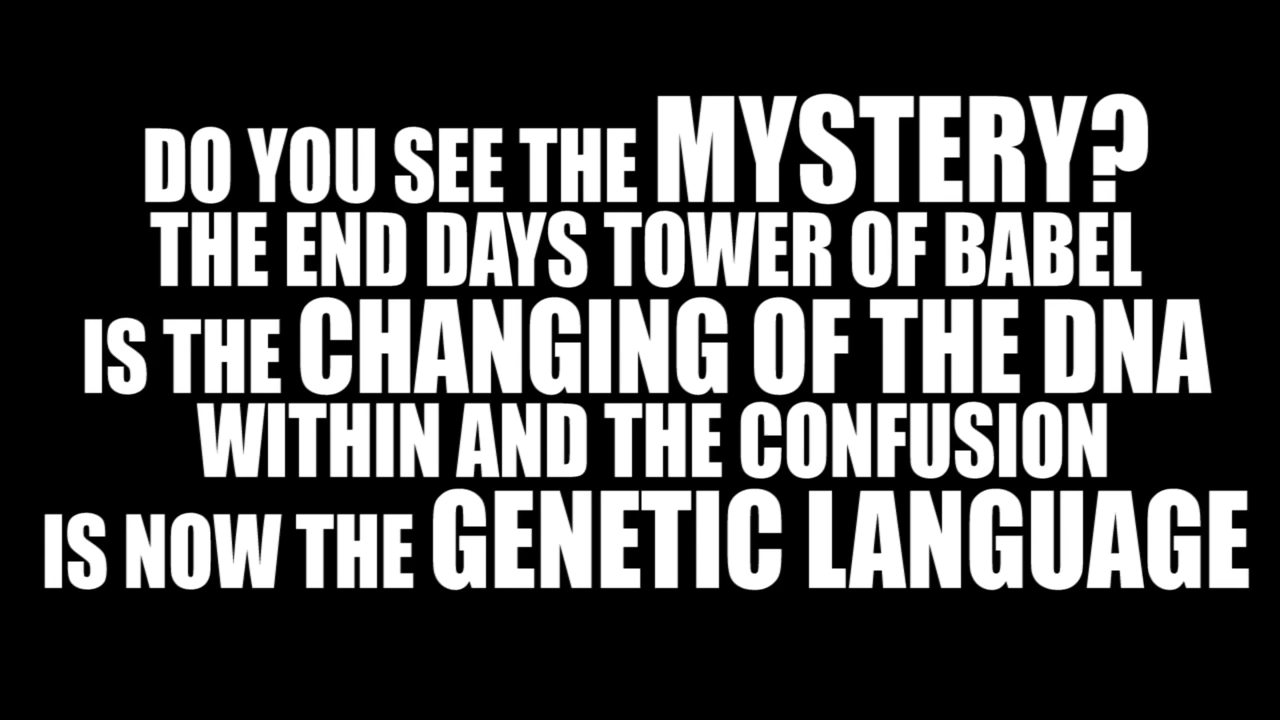 DO YOU SEE THE MYSTERY?
THE END DAYS TOWER OF BABEL
IS THE CHANGING OF THE DNA
WITHIN AND THE CONFUSION
IS NOW THE GENETIC LANGUAGE